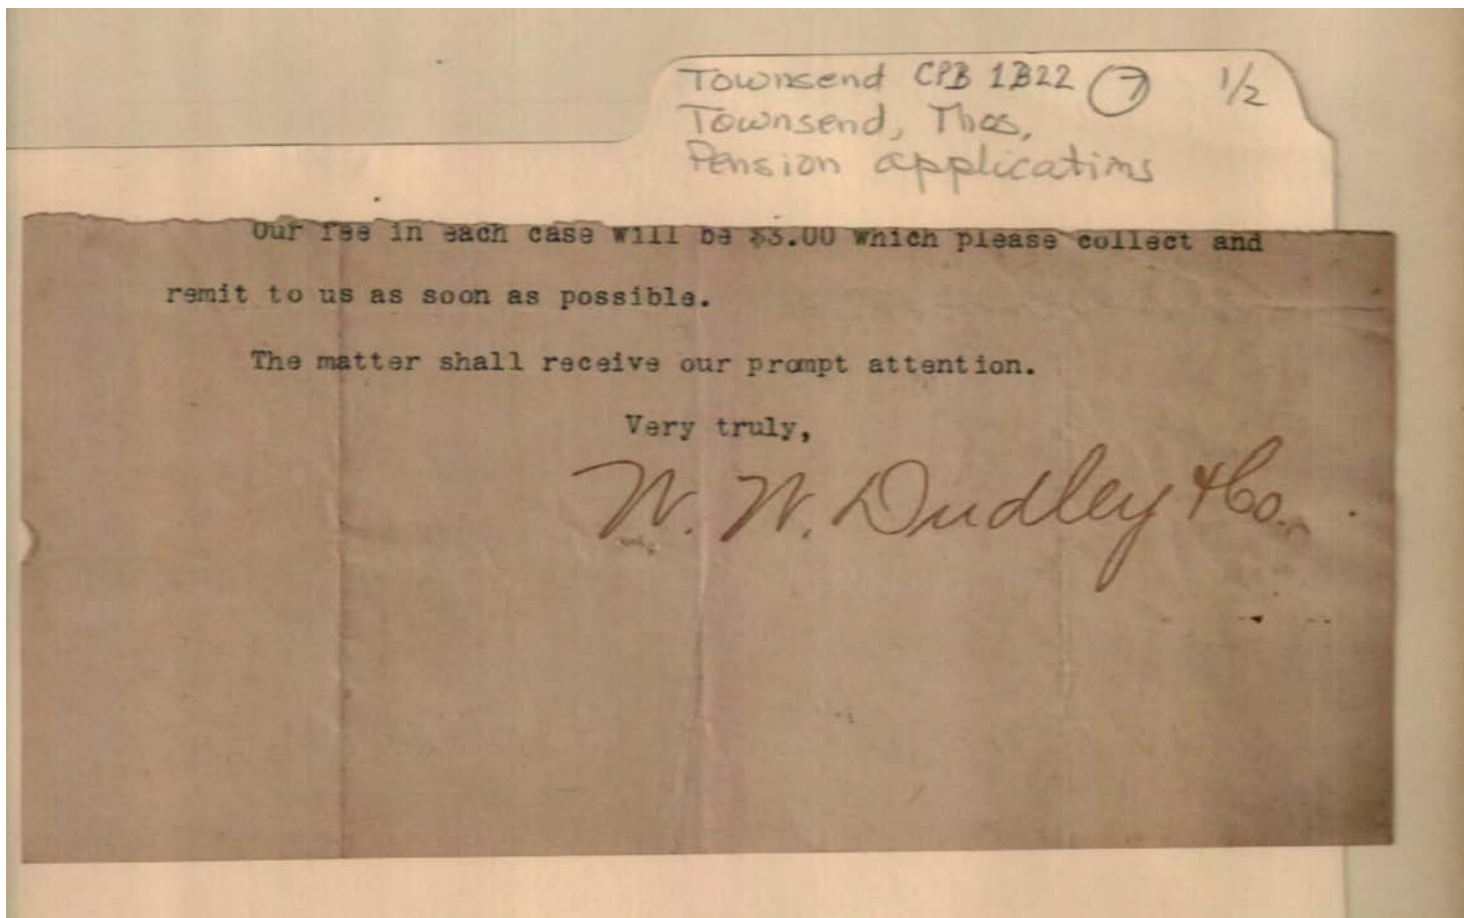 Townsend CPB 1B22 7 1/2
Townsend, Thos,
Pension applications
Our fee in each case will be $3.00 which please collect and
remit to us as soon as possible.
The matter shall receive our prompt attention.
Very truly,
W. W. Dudley & Co.